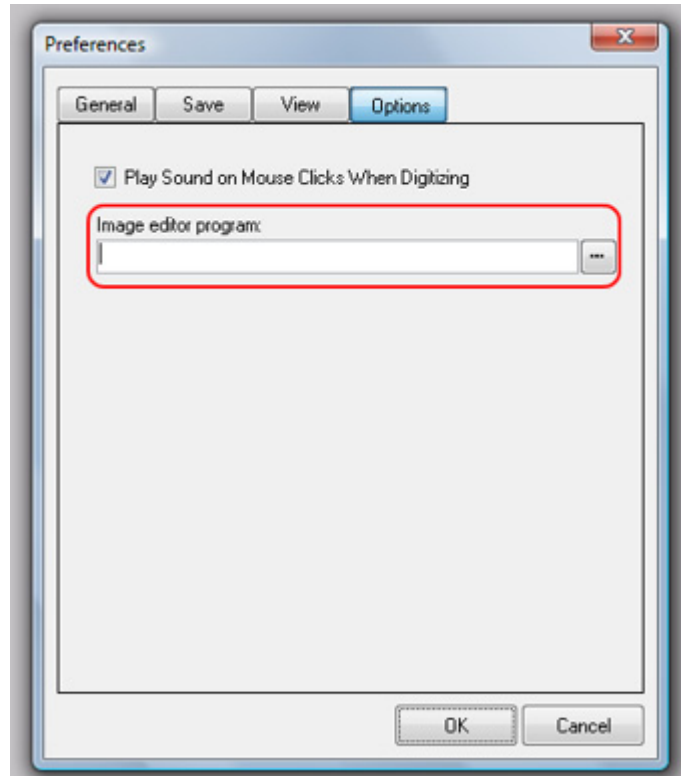 Preferences
General Save View Options
Play Sound on Mouse Clicks When Digitizing
Image editor program:
...
OK Cancel